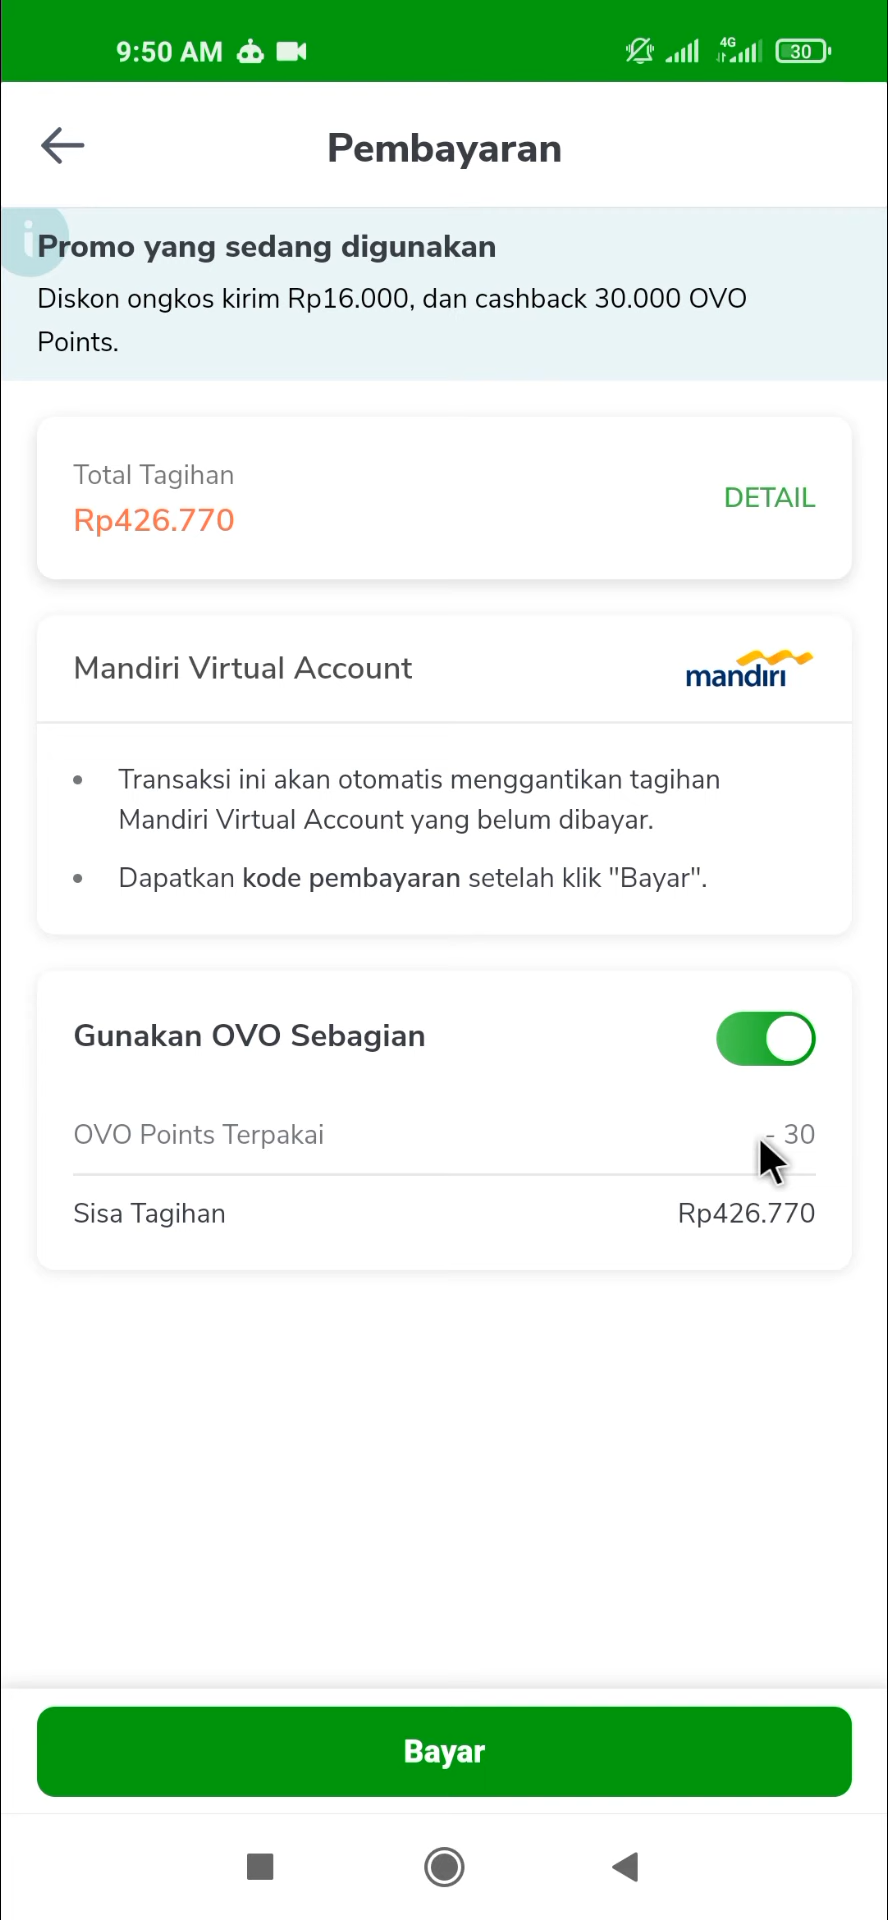 9:50 AM
4G
30
Pembayaran
Promo yang sedang digunakan
Diskon ongkos kirim Rp16.000, dan cashback 30.000 OVO
Points.
Total Tagihan
Rp426.770
DETAIL
Mandiri Virtual Account
mandiri
• Transaksi ini akan otomatis menggantikan tagihan
Mandiri Virtual Account yang belum dibayar.
• Dapatkan kode pembayaran setelah klik "Bayar".
Gunakan OVO Sebagian
OVO Points Terpakai - 30
Sisa Tagihan Rp426.770
Bayar